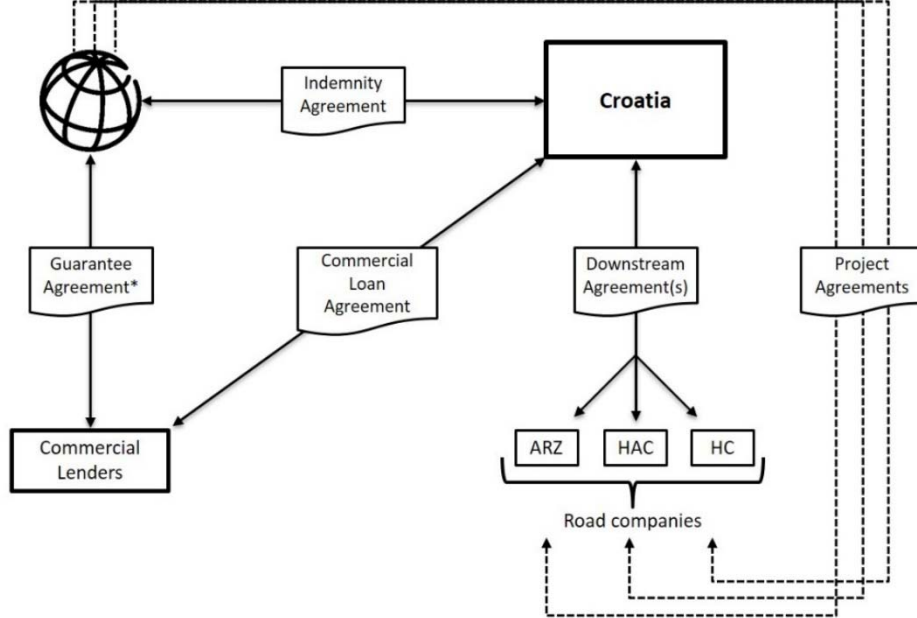 Indemnity
Agreement
Croatia
Guarantee
Agreement*
Commercial
Loan
Agreement
Downstream
Agreement(s)
Project
Agreements
Commercial
Lenders
ARZ
HAC
HC
Road companies